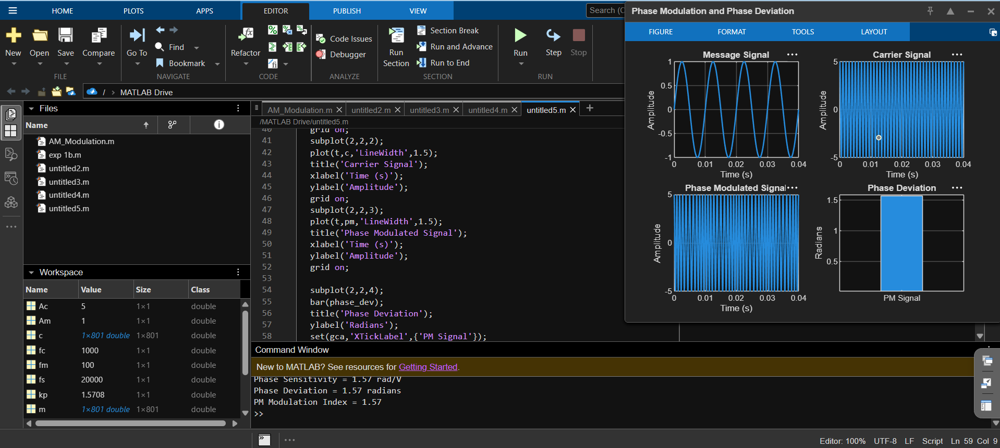 HOME PLOTS APPS EDITOR PUBLISH VIEW
Search (C
New Open Save Compare
FILE
Go To
Find
Bookmark
NAVIGATE
Refactor
CODE
Code Issues
Debugger
ANALYZE
Run Section
Section Break
Run and Advance
Run to End
SECTION
Run Step Stop
RUN
/ > MATLAB Drive
Files
Name
AM_Modulation.m
exp 1b.m
untitled2.m
untitled3.m
untitled4.m
untitled5.m
Workspace
Name Value Size Class
Ac 5 1×1 double
Am 1 1×1 double
c 1×801 double 1×801 double
fc 1000 1×1 double
fm 100 1×1 double
fs 20000 1×1 double
kp 1.5708 1×1 double
m 1×801 double 1×801 double
AM_Modulation.m untitled2.m untitled3.m untitled4.m untitled5.m
/MATLAB Drive/untitled5.m
40 grid on;
41 subplot(2,2,2);
42 plot(t,c,'LineWidth',1.5);
43 title('Carrier Signal');
44 xlabel('Time (s)');
45 ylabel('Amplitude');
46 grid on;
47 subplot(2,2,3);
48 plot(t,pm,'LineWidth',1.5);
49 title('Phase Modulated Signal');
50 xlabel('Time (s)');
51 ylabel('Amplitude');
52 grid on;
53
54 subplot(2,2,4);
55 bar(phase_dev);
56 title('Phase Deviation');
57 ylabel('Radians');
58 set(gca,'XTickLabel',{'PM Signal'});
Command Window
New to MATLAB? See resources for Getting Started.
Phase Sensitivity = 1.57 rad/V
Phase Deviation = 1.57 radians
PM Modulation Index = 1.57
>>
Phase Modulation and Phase Deviation
FIGURE FORMAT TOOLS LAYOUT
Message Signal
Amplitude
1
0.5
0
-0.5
-1
0 0.01 0.02 0.03 0.04
Time (s)
Carrier Signal
Amplitude
5
0
-5
0 0.01 0.02 0.03 0.04
Time (s)
Phase Modulated Signal
Amplitude
5
0
-5
0 0.01 0.02 0.03 0.04
Time (s)
Phase Deviation
Radians
1.5
1
0.5
PM Signal
Editor: 100% UTF-8 LF Script Ln 59 Col 9